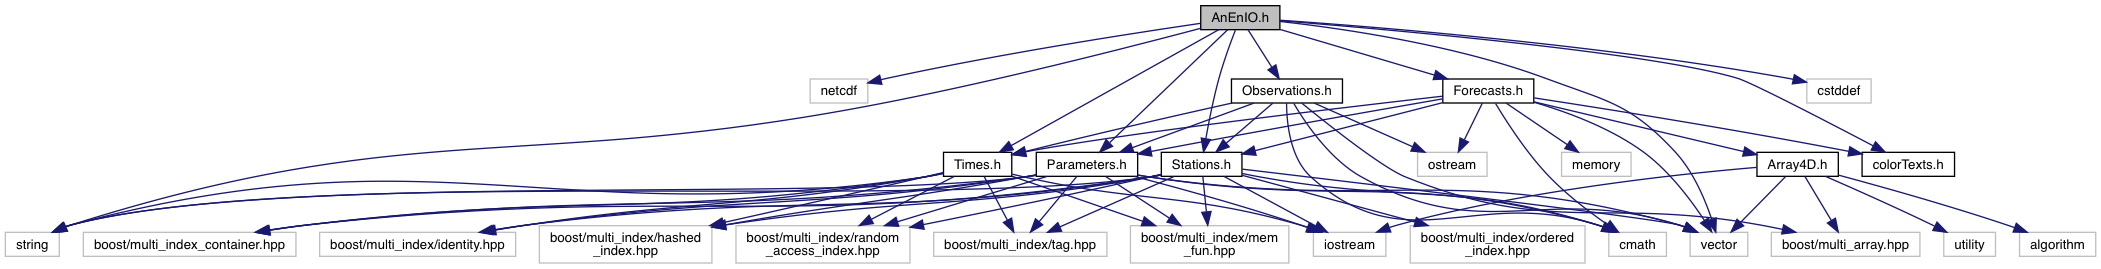 AnEnIO.h
netcdf
Observations.h
Forecasts.h
cstddef
Times.h
Parameters.h
Stations.h
ostream
memory
Array4D.h
colorTexts.h
string
boost/multi_index_container.hpp
boost/multi_index/identity.hpp
boost/multi_index/hashed
_index.hpp
boost/multi_index/random
_access_index.hpp
boost/multi_index/tag.hpp
boost/multi_index/mem
_fun.hpp
iostream
boost/multi_index/ordered
_index.hpp
cmath
vector
boost/multi_array.hpp
utility
algorithm